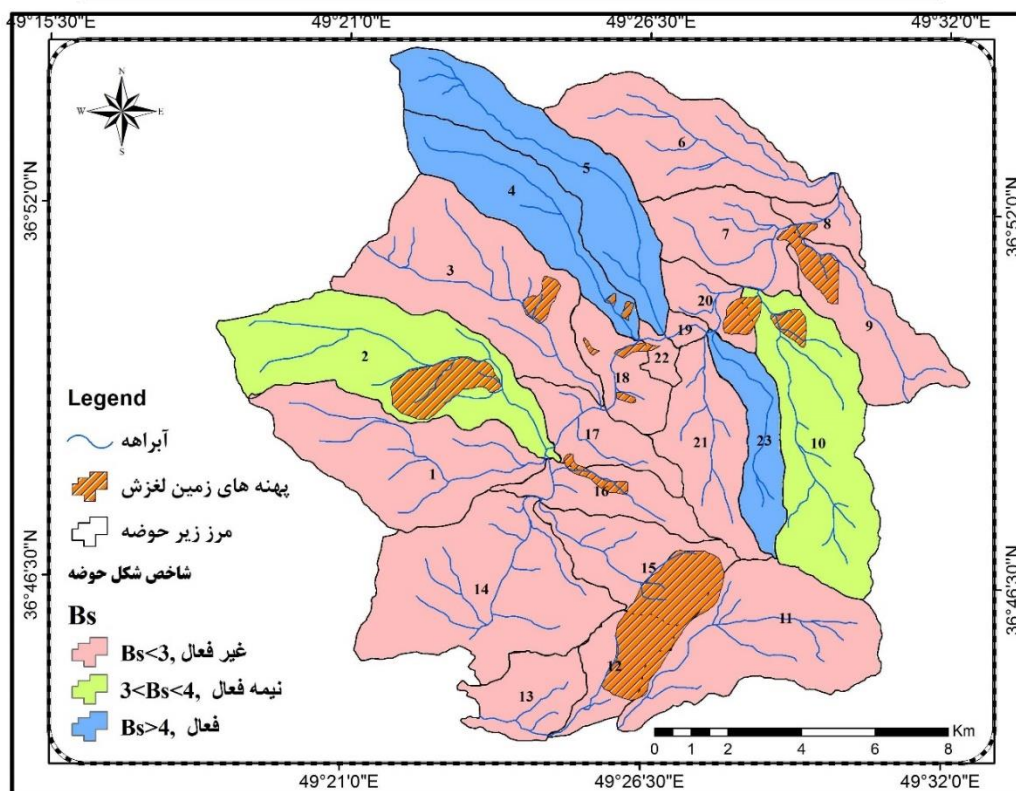 49°15'30"E 49°21'0"E 49°26'30"E 49°32'0"E
N
W E
S
36°52'0"N
36°52'0"N
36°46'30"N
36°46'30"N
5
6
4
7
8
3
20
9
19
22
2
18
17
21
23
10
1
16
15
14
11
12
13
Legend
آبراهه
پهنه های زمین لغزش
مرز زیر حوضه
شاخص شکل حوضه
Bs
Bs<3, غیر فعال
3<Bs<4, نیمه فعال
Bs>4, فعال
Km
0 1 2 4 6 8
49°21'0"E 49°26'30"E 49°32'0"E